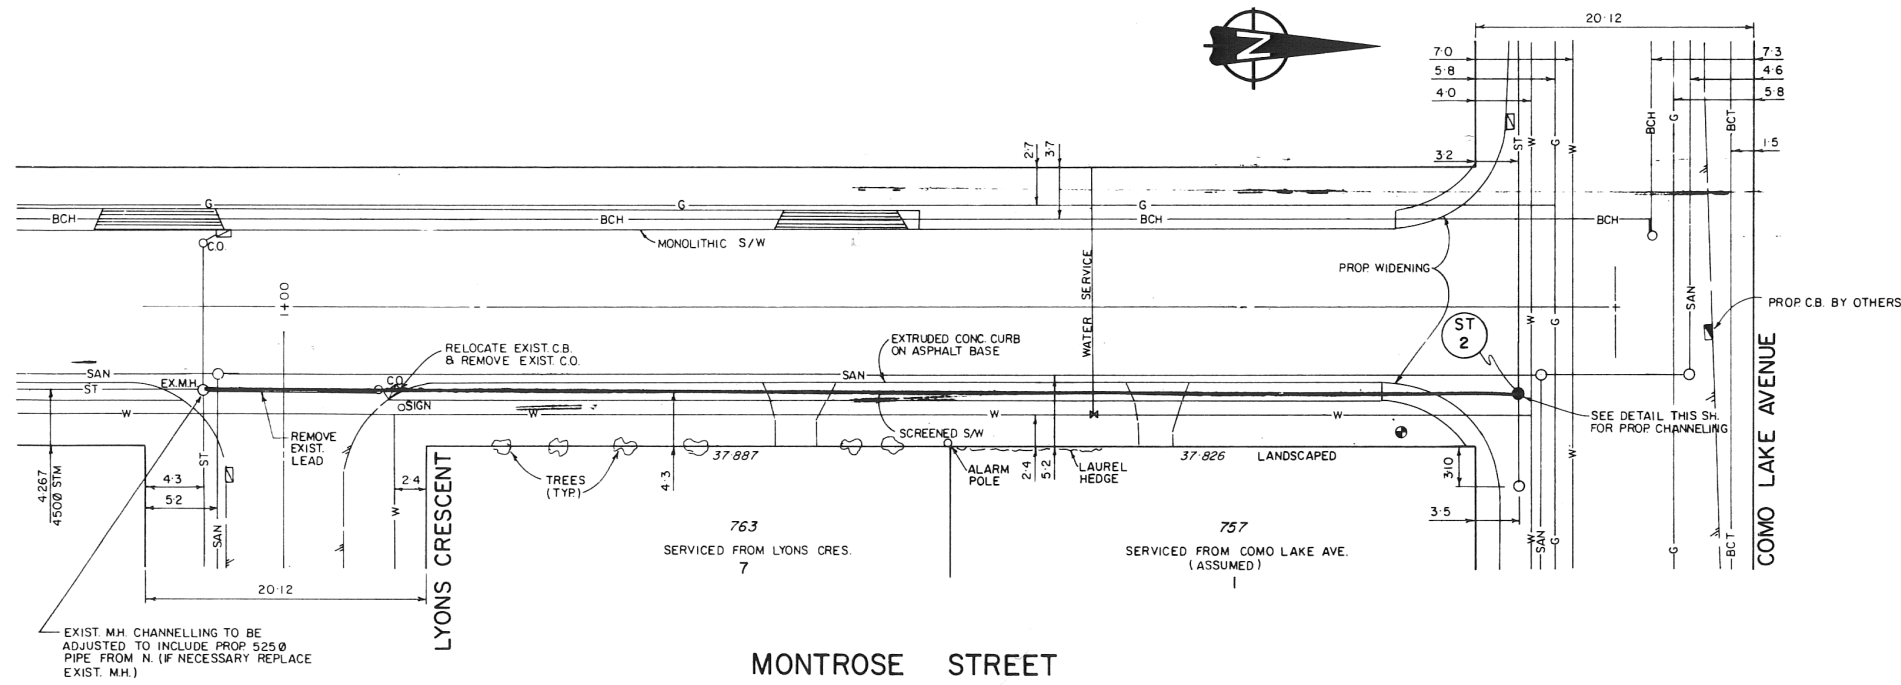 N
20·12
7·0
5·8
4·0
3·2
7·3
4·6
5·8
1·5
BCH
G
SAN
BCT
ST
W
G
W
2·7
3·7
G
G
G
BCH
BCH
BCH
BCH
C.O.
MONOLITHIC S/W
WATER SERVICE
PROP. WIDENING
1+00
ST
2
W
G
PROP. C.B. BY OTHERS
RELOCATE EXIST. C.B.
& REMOVE EXIST. C.O.
EXTRUDED CONC. CURB
ON ASPHALT BASE
SAN
ST
EX.M.H.
C.O.
SAN
W
SIGN
W
W
W
SCREENED S/W
SEE DETAIL THIS SH.
FOR PROP. CHANNELING
REMOVE
EXIST.
LEAD
4·267
450Ø STM
ST
4·3
5·2
SAN
2·4
W
TREES
(TYP.)
37·887
4·3
ALARM
POLE
2·4
5·2
LAUREL
HEDGE
37·826
LANDSCAPED
3·10
3·5
W
SAN
G
W
G
BCT
763
SERVICED FROM LYONS CRES.
7
757
SERVICED FROM COMO LAKE AVE.
(ASSUMED)
1
20·12
LYONS CRESCENT
COMO LAKE AVENUE
EXIST. M.H. CHANNELLING TO BE
ADJUSTED TO INCLUDE PROP. 525Ø
PIPE FROM N. (IF NECESSARY REPLACE
EXIST. M.H.)
MONTROSE STREET